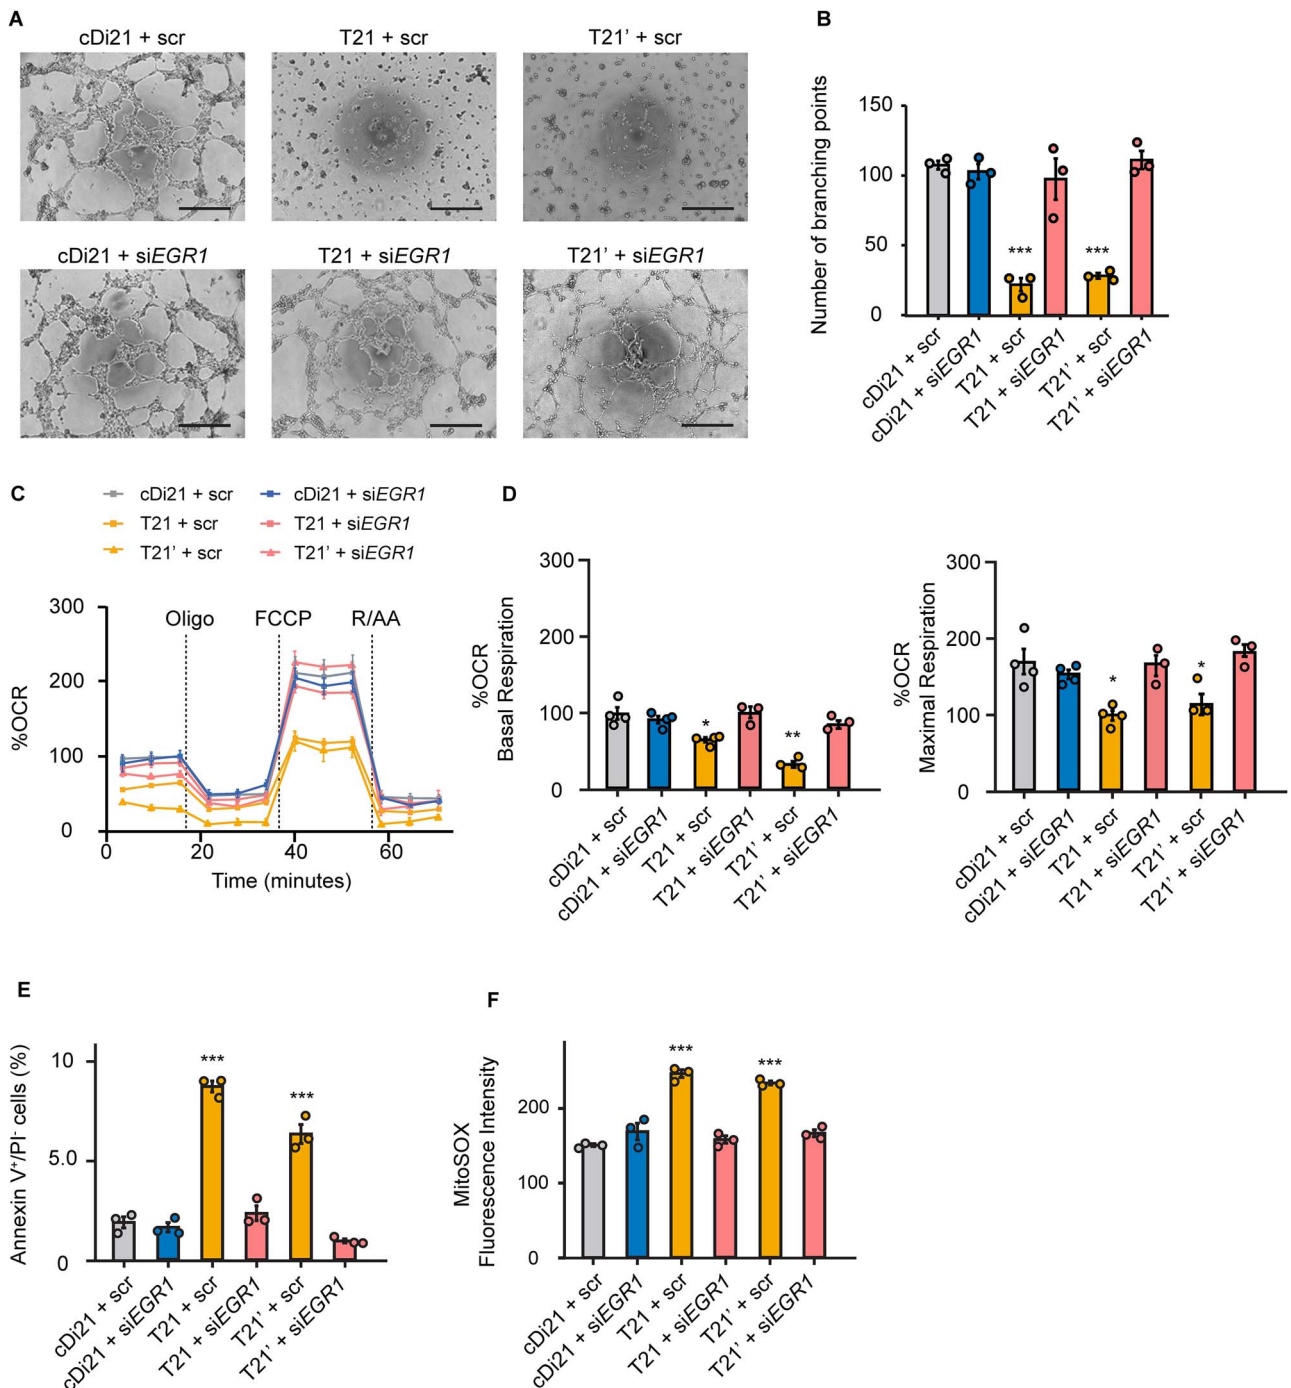 A
cDi21 + scr
T21 + scr
T21’ + scr
cDi21 + siEGR1
T21 + siEGR1
T21’ + siEGR1
B
Number of branching points
150
100
50
0
cDi21 + scr
cDi21 + siEGR1
T21 + scr
T21 + siEGR1
T21’ + scr
T21’ + siEGR1
***
***
C
cDi21 + scr
cDi21 + siEGR1
T21 + scr
T21 + siEGR1
T21’ + scr
T21’ + siEGR1
%OCR
300
200
100
0
Oligo
FCCP
R/AA
0
20
40
60
Time (minutes)
D
%OCR
Basal Respiration
300
200
100
0
*
**
cDi21 + scr
cDi21 + siEGR1
T21 + scr
T21 + siEGR1
T21’ + scr
T21’ + siEGR1
%OCR
Maximal Respiration
300
200
100
0
*
*
cDi21 + scr
cDi21 + siEGR1
T21 + scr
T21 + siEGR1
T21’ + scr
T21’ + siEGR1
E
Annexin V⁺/PI⁻ cells (%)
10
5.0
0
***
***
cDi21 + scr
cDi21 + siEGR1
T21 + scr
T21 + siEGR1
T21’ + scr
T21’ + siEGR1
F
MitoSOX
Fluorescence Intensity
200
100
0
***
***
cDi21 + scr
cDi21 + siEGR1
T21 + scr
T21 + siEGR1
T21’ + scr
T21’ + siEGR1